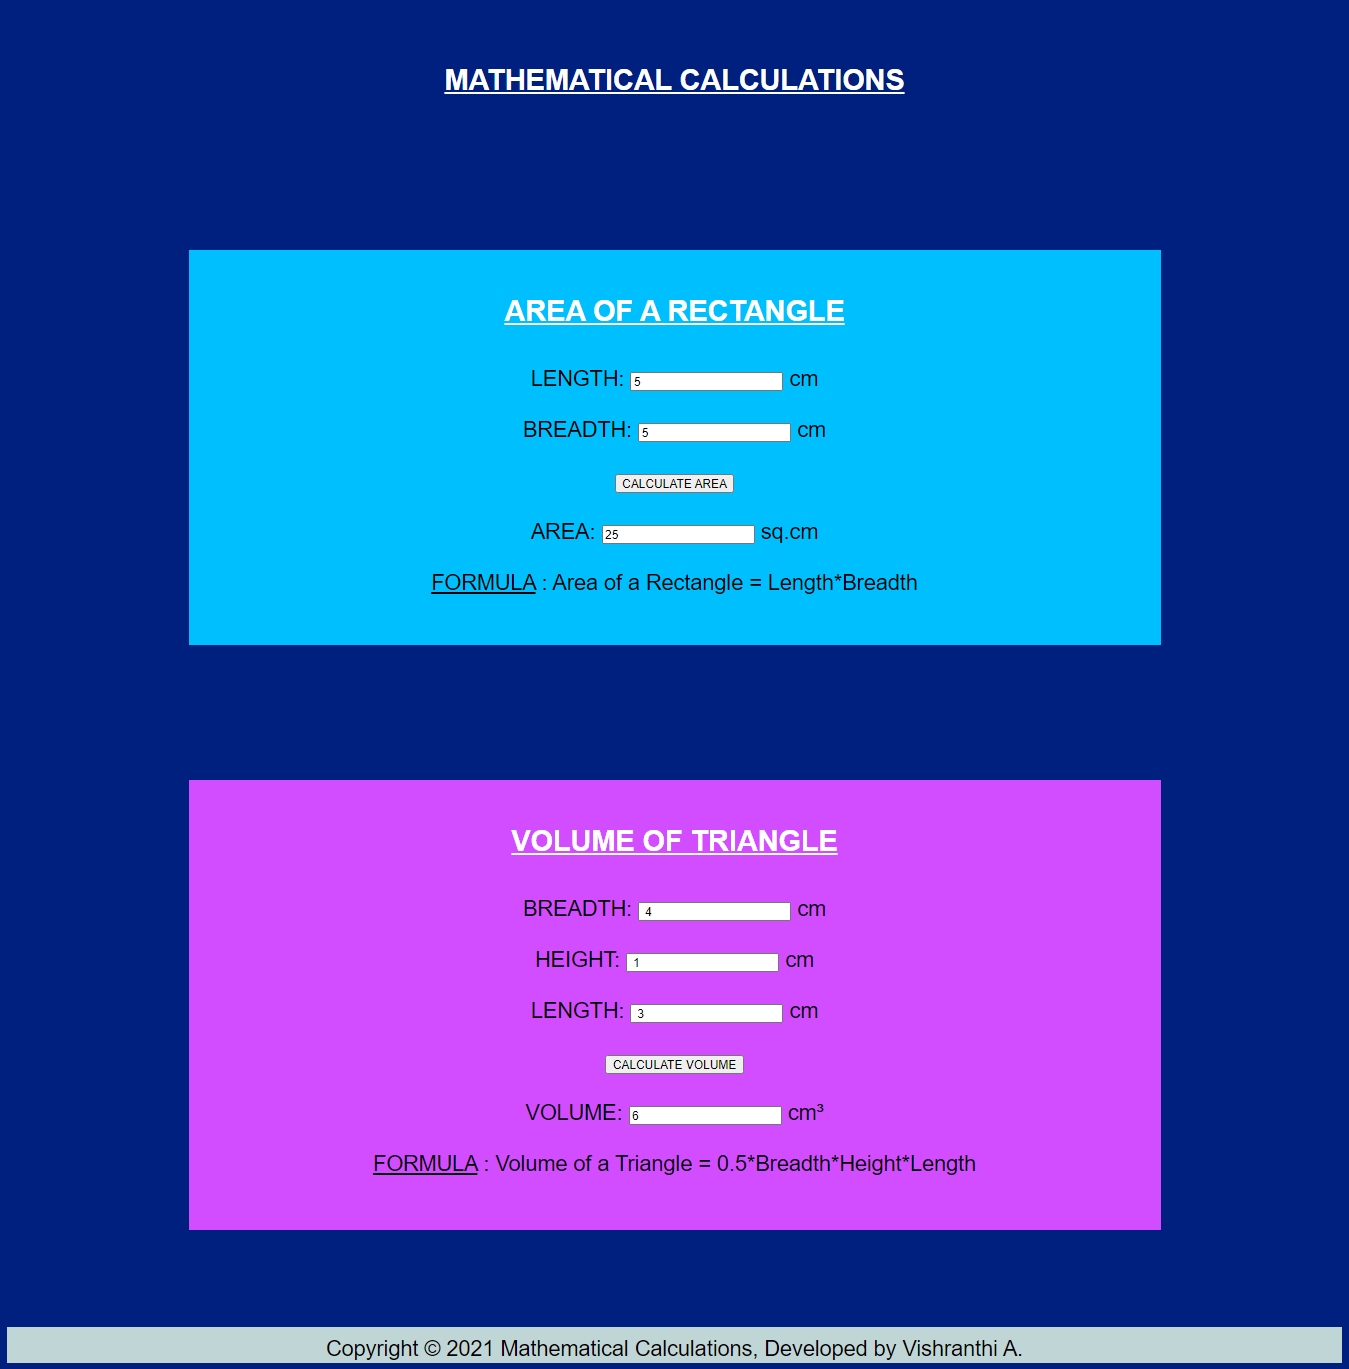 MATHEMATICAL CALCULATIONS
AREA OF A RECTANGLE
LENGTH: 5 cm
BREADTH: 5 cm
CALCULATE AREA
AREA: 25 sq.cm
FORMULA : Area of a Rectangle = Length*Breadth
VOLUME OF TRIANGLE
BREADTH: 4 cm
HEIGHT: 1 cm
LENGTH: 3 cm
CALCULATE VOLUME
VOLUME: 6 cm³
FORMULA : Volume of a Triangle = 0.5*Breadth*Height*Length
Copyright © 2021 Mathematical Calculations, Developed by Vishranthi A.